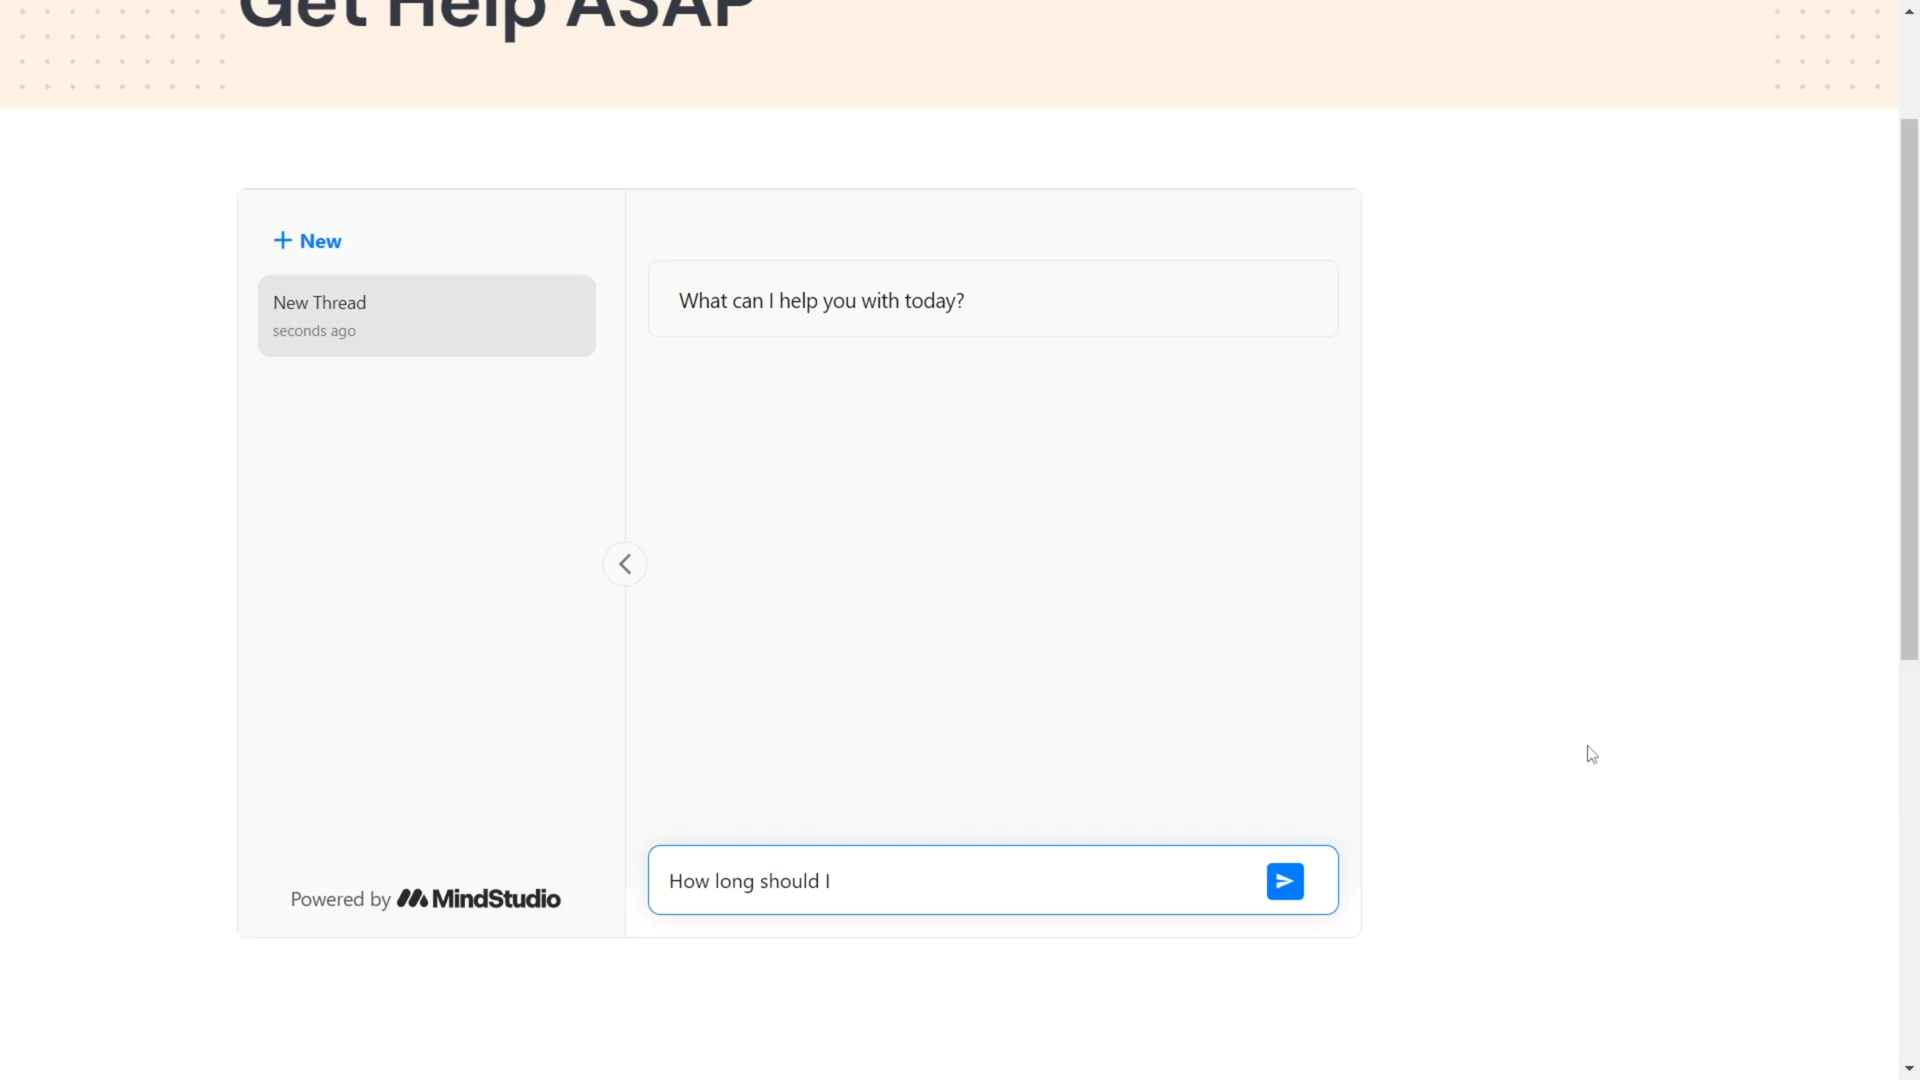 Get Help ASAP
New
New Thread
seconds ago
What can I help you with today?
How long should I
Powered by MindStudio